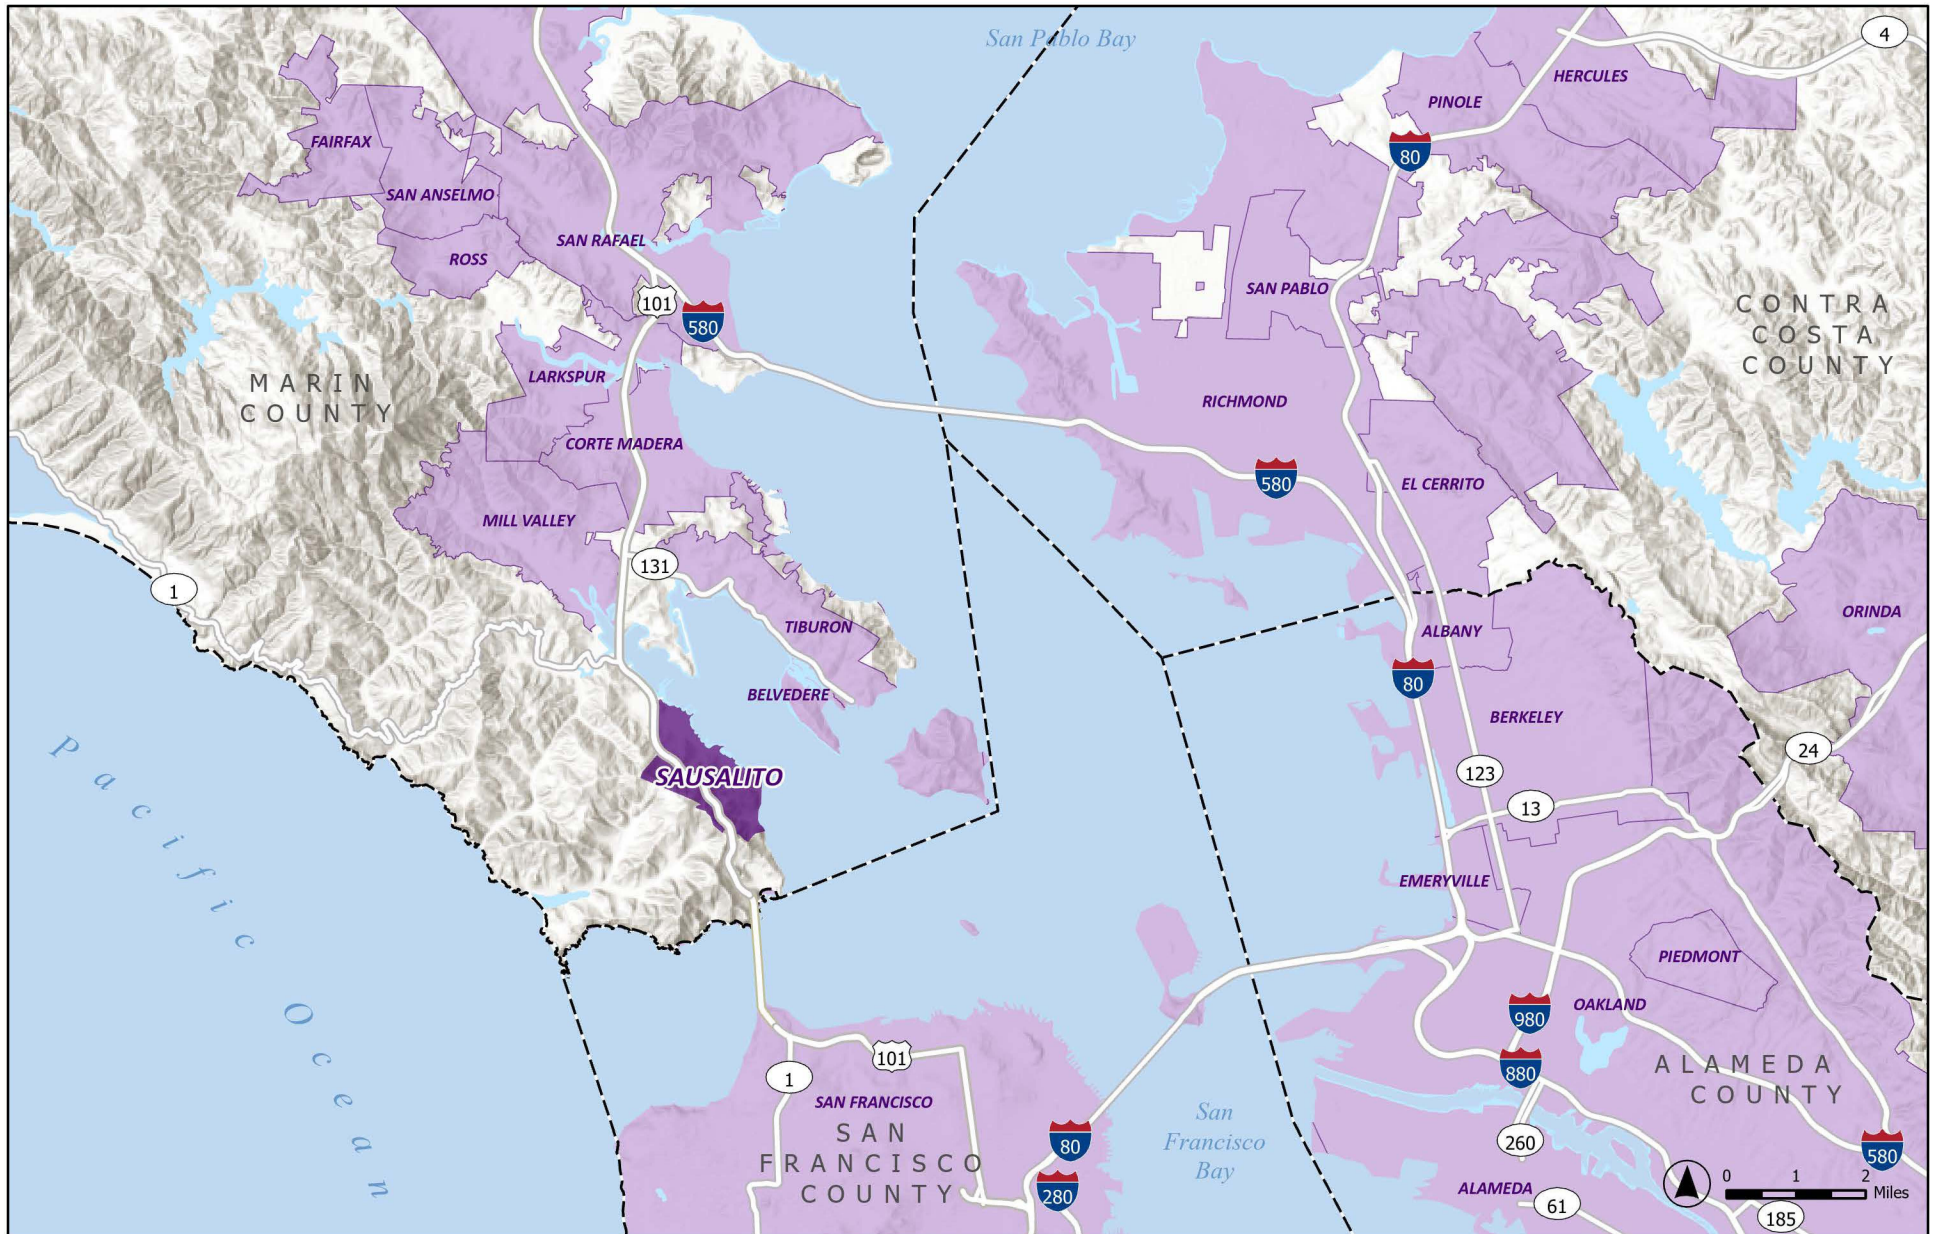 San Pablo Bay
4
HERCULES
PINOLE
FAIRFAX
80
SAN ANSELMO
SAN RAFAEL
ROSS
SAN PABLO
101
580
CONTRA
COSTA
COUNTY
MARIN
COUNTY
LARKSPUR
RICHMOND
CORTE MADERA
580
EL CERRITO
MILL VALLEY
131
1
ORINDA
TIBURON
ALBANY
80
BELVEDERE
BERKELEY
24
SAUSALITO
123
13
Pacific Ocean
EMERYVILLE
PIEDMONT
OAKLAND
980
101
880
ALAMEDA
COUNTY
1
SAN FRANCISCO
SAN
FRANCISCO
COUNTY
San
Francisco
Bay
80
260
580
280
ALAMEDA
61
185
0 1 2
Miles